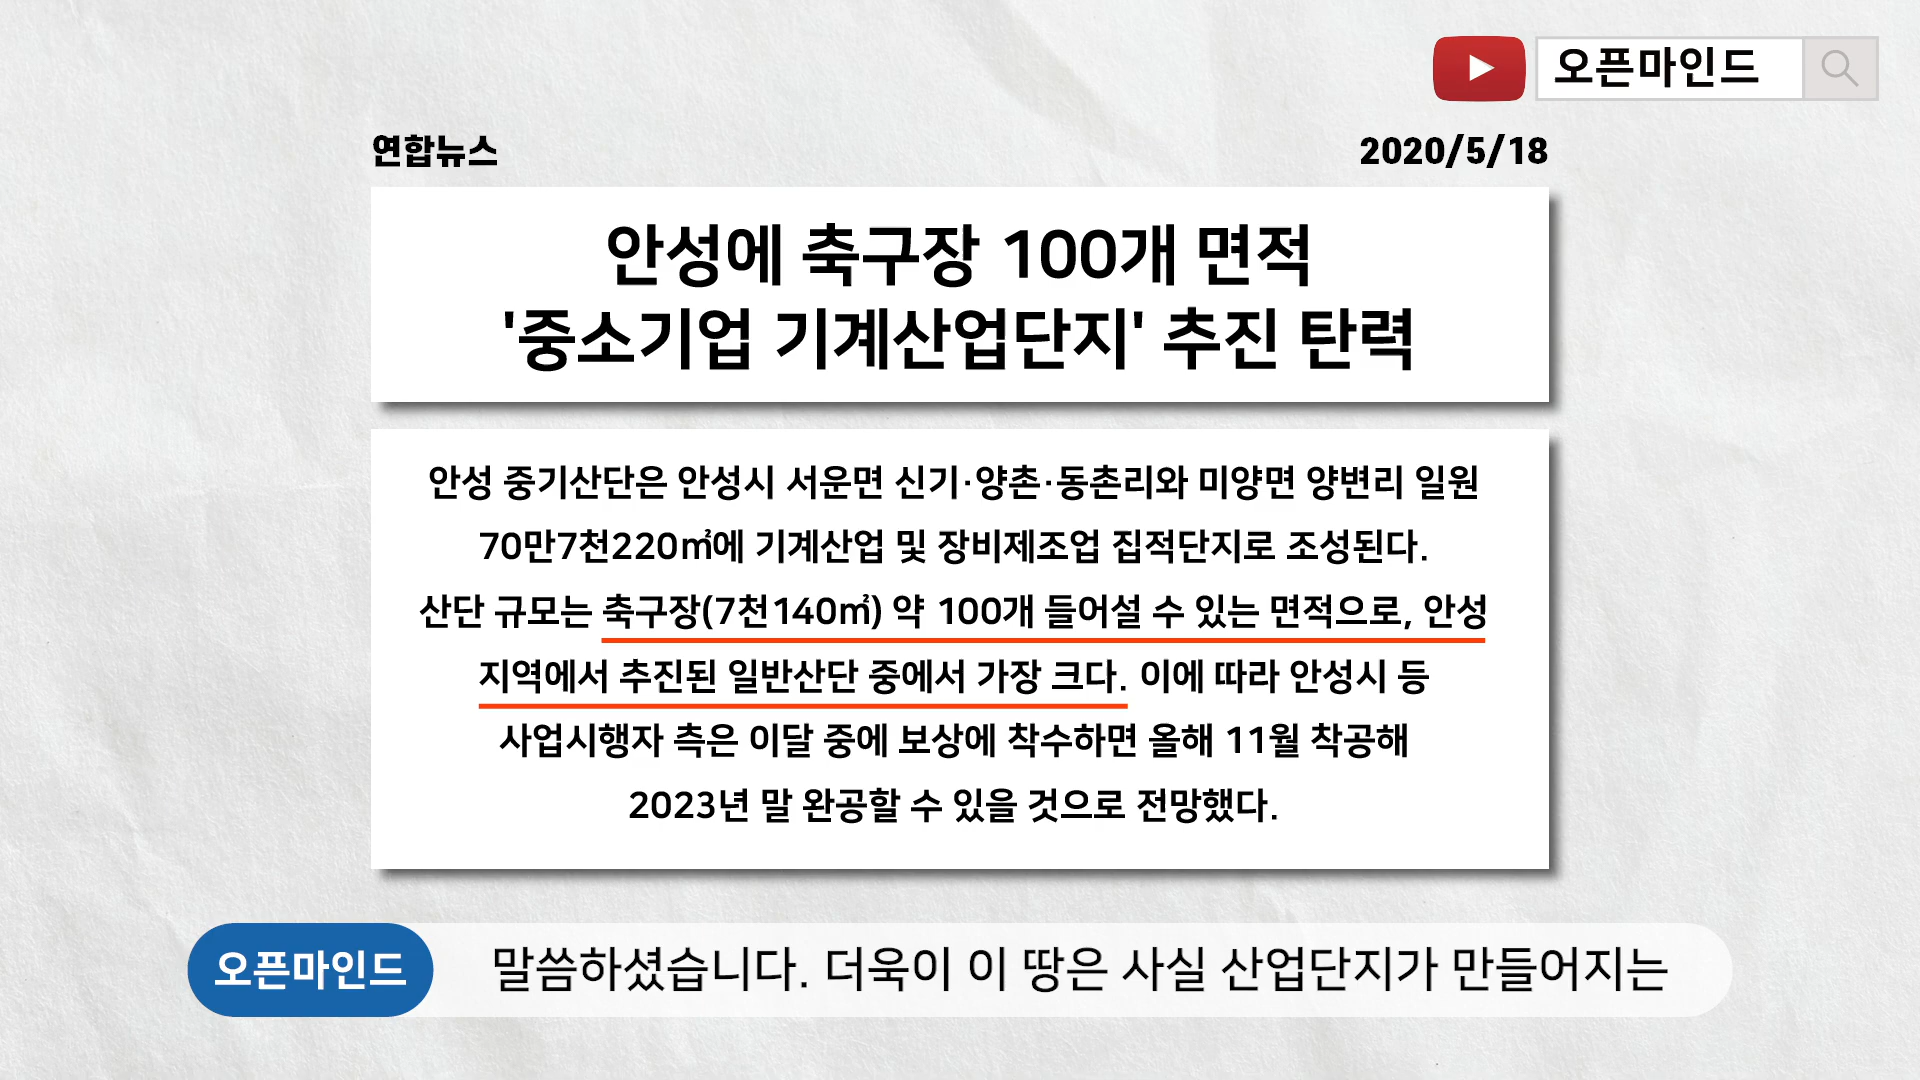 오픈마인드
연합뉴스
2020/5/18
안성에 축구장 100개 면적
'중소기업 기계산업단지' 추진 탄력
안성 중기산단은 안성시 서운면 신기·양촌·동촌리와 미양면 양변리 일원
70만7천220㎡에 기계산업 및 장비제조업 집적단지로 조성된다.
산단 규모는 축구장(7천140㎡) 약 100개 들어설 수 있는 면적으로, 안성
지역에서 추진된 일반산단 중에서 가장 크다. 이에 따라 안성시 등
사업시행자 측은 이달 중에 보상에 착수하면 올해 11월 착공해
2023년 말 완공할 수 있을 것으로 전망했다.
오픈마인드
말씀하셨습니다. 더욱이 이 땅은 사실 산업단지가 만들어지는